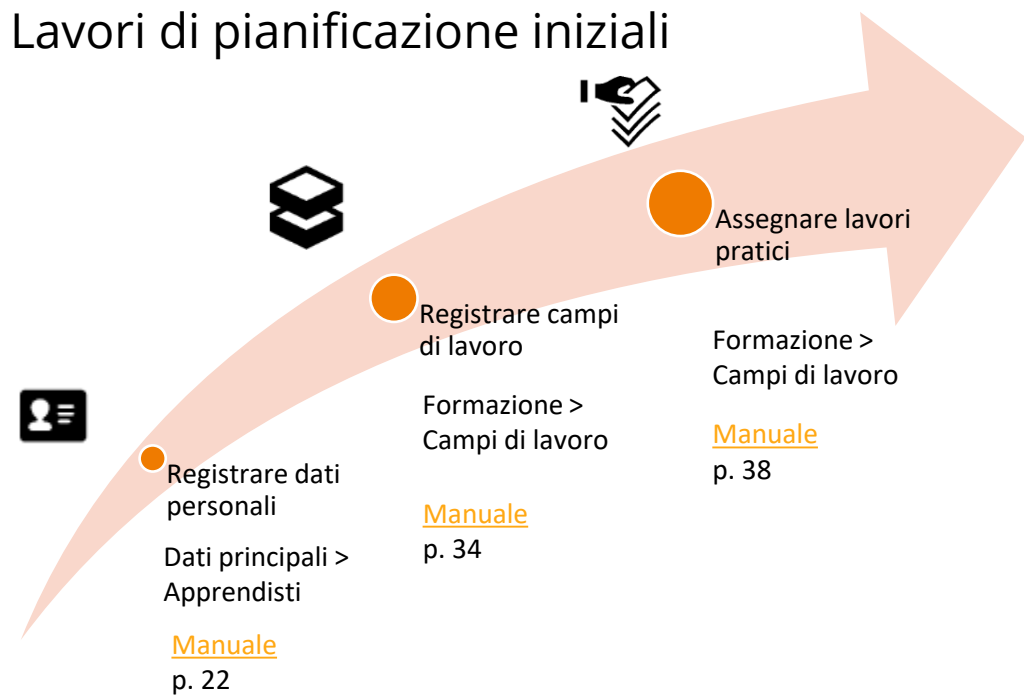 Lavori di pianificazione iniziali
Registrare dati
personali
Dati principali >
Apprendisti
Manuale
p. 22
Registrare campi
di lavoro
Formazione >
Campi di lavoro
Manuale
p. 34
Assegnare lavori
pratici
Formazione >
Campi di lavoro
Manuale
p. 38